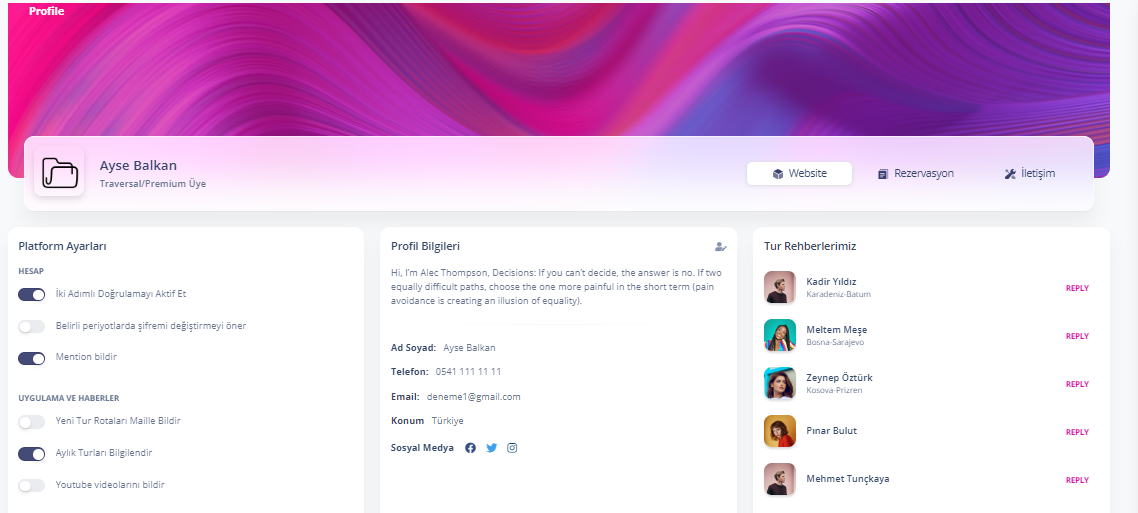 Profile
Ayse Balkan
Traversal/Premium Üye
Website
Rezervasyon
İletişim
Platform Ayarları
HESAP
İki Adımlı Doğrulamayı Aktif Et
Belirli periyotlarda şifremi değiştirmeyi öner
Mention bildir
UYGULAMA VE HABERLER
Yeni Tur Rotaları Maille Bildir
Aylık Turları Bilgilendir
Youtube videolarını bildir
Profil Bilgileri
Hi, I'm Alec Thompson, Decisions: If you can't decide, the answer is no. If two
equally difficult paths, choose the one more painful in the short term (pain
avoidance is creating an illusion of equality).
Ad Soyad: Ayse Balkan
Telefon: 0541 111 11 11
Email: deneme1@gmail.com
Konum Türkiye
Sosyal Medya
Tur Rehberlerimiz
Kadir Yıldız
Karadeniz-Batum
REPLY
Meltem Meşe
Bosna-Sarajevo
REPLY
Zeynep Öztürk
Kosova-Prizren
REPLY
Pınar Bulut
REPLY
Mehmet Tunçkaya
REPLY